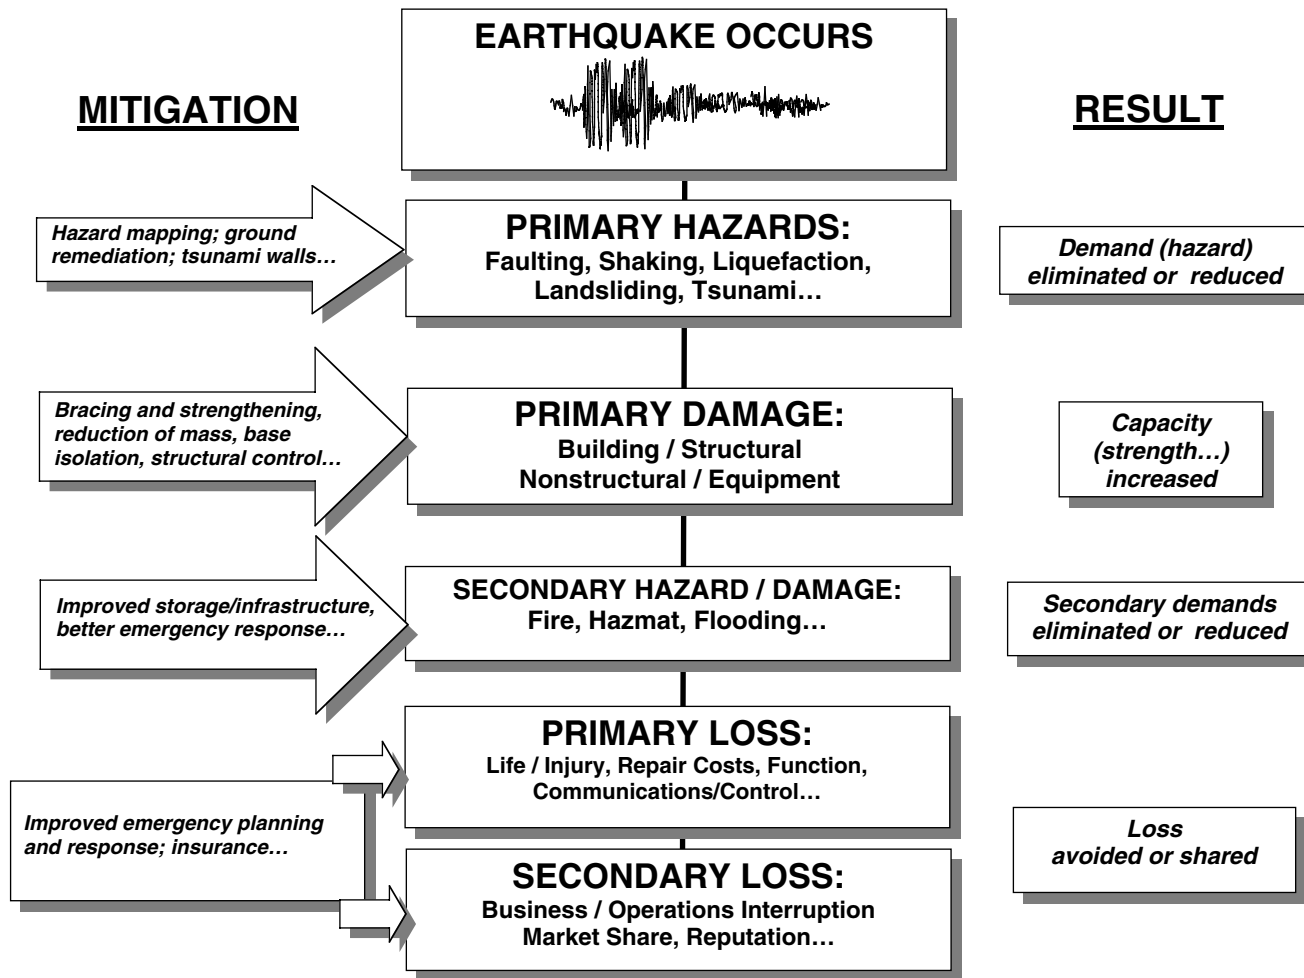 EARTHQUAKE OCCURS
MITIGATION
RESULT
Hazard mapping; ground
remediation; tsunami walls…
PRIMARY HAZARDS:
Faulting, Shaking, Liquefaction,
Landsliding, Tsunami…
Demand (hazard)
eliminated or reduced
Bracing and strengthening,
reduction of mass, base
isolation, structural control…
PRIMARY DAMAGE:
Building / Structural
Nonstructural / Equipment
Capacity
(strength…)
increased
Improved storage/infrastructure,
better emergency response…
SECONDARY HAZARD / DAMAGE:
Fire, Hazmat, Flooding…
Secondary demands
eliminated or reduced
Improved emergency planning
and response; insurance…
PRIMARY LOSS:
Life / Injury, Repair Costs, Function,
Communications/Control…
SECONDARY LOSS:
Business / Operations Interruption
Market Share, Reputation…
Loss
avoided or shared